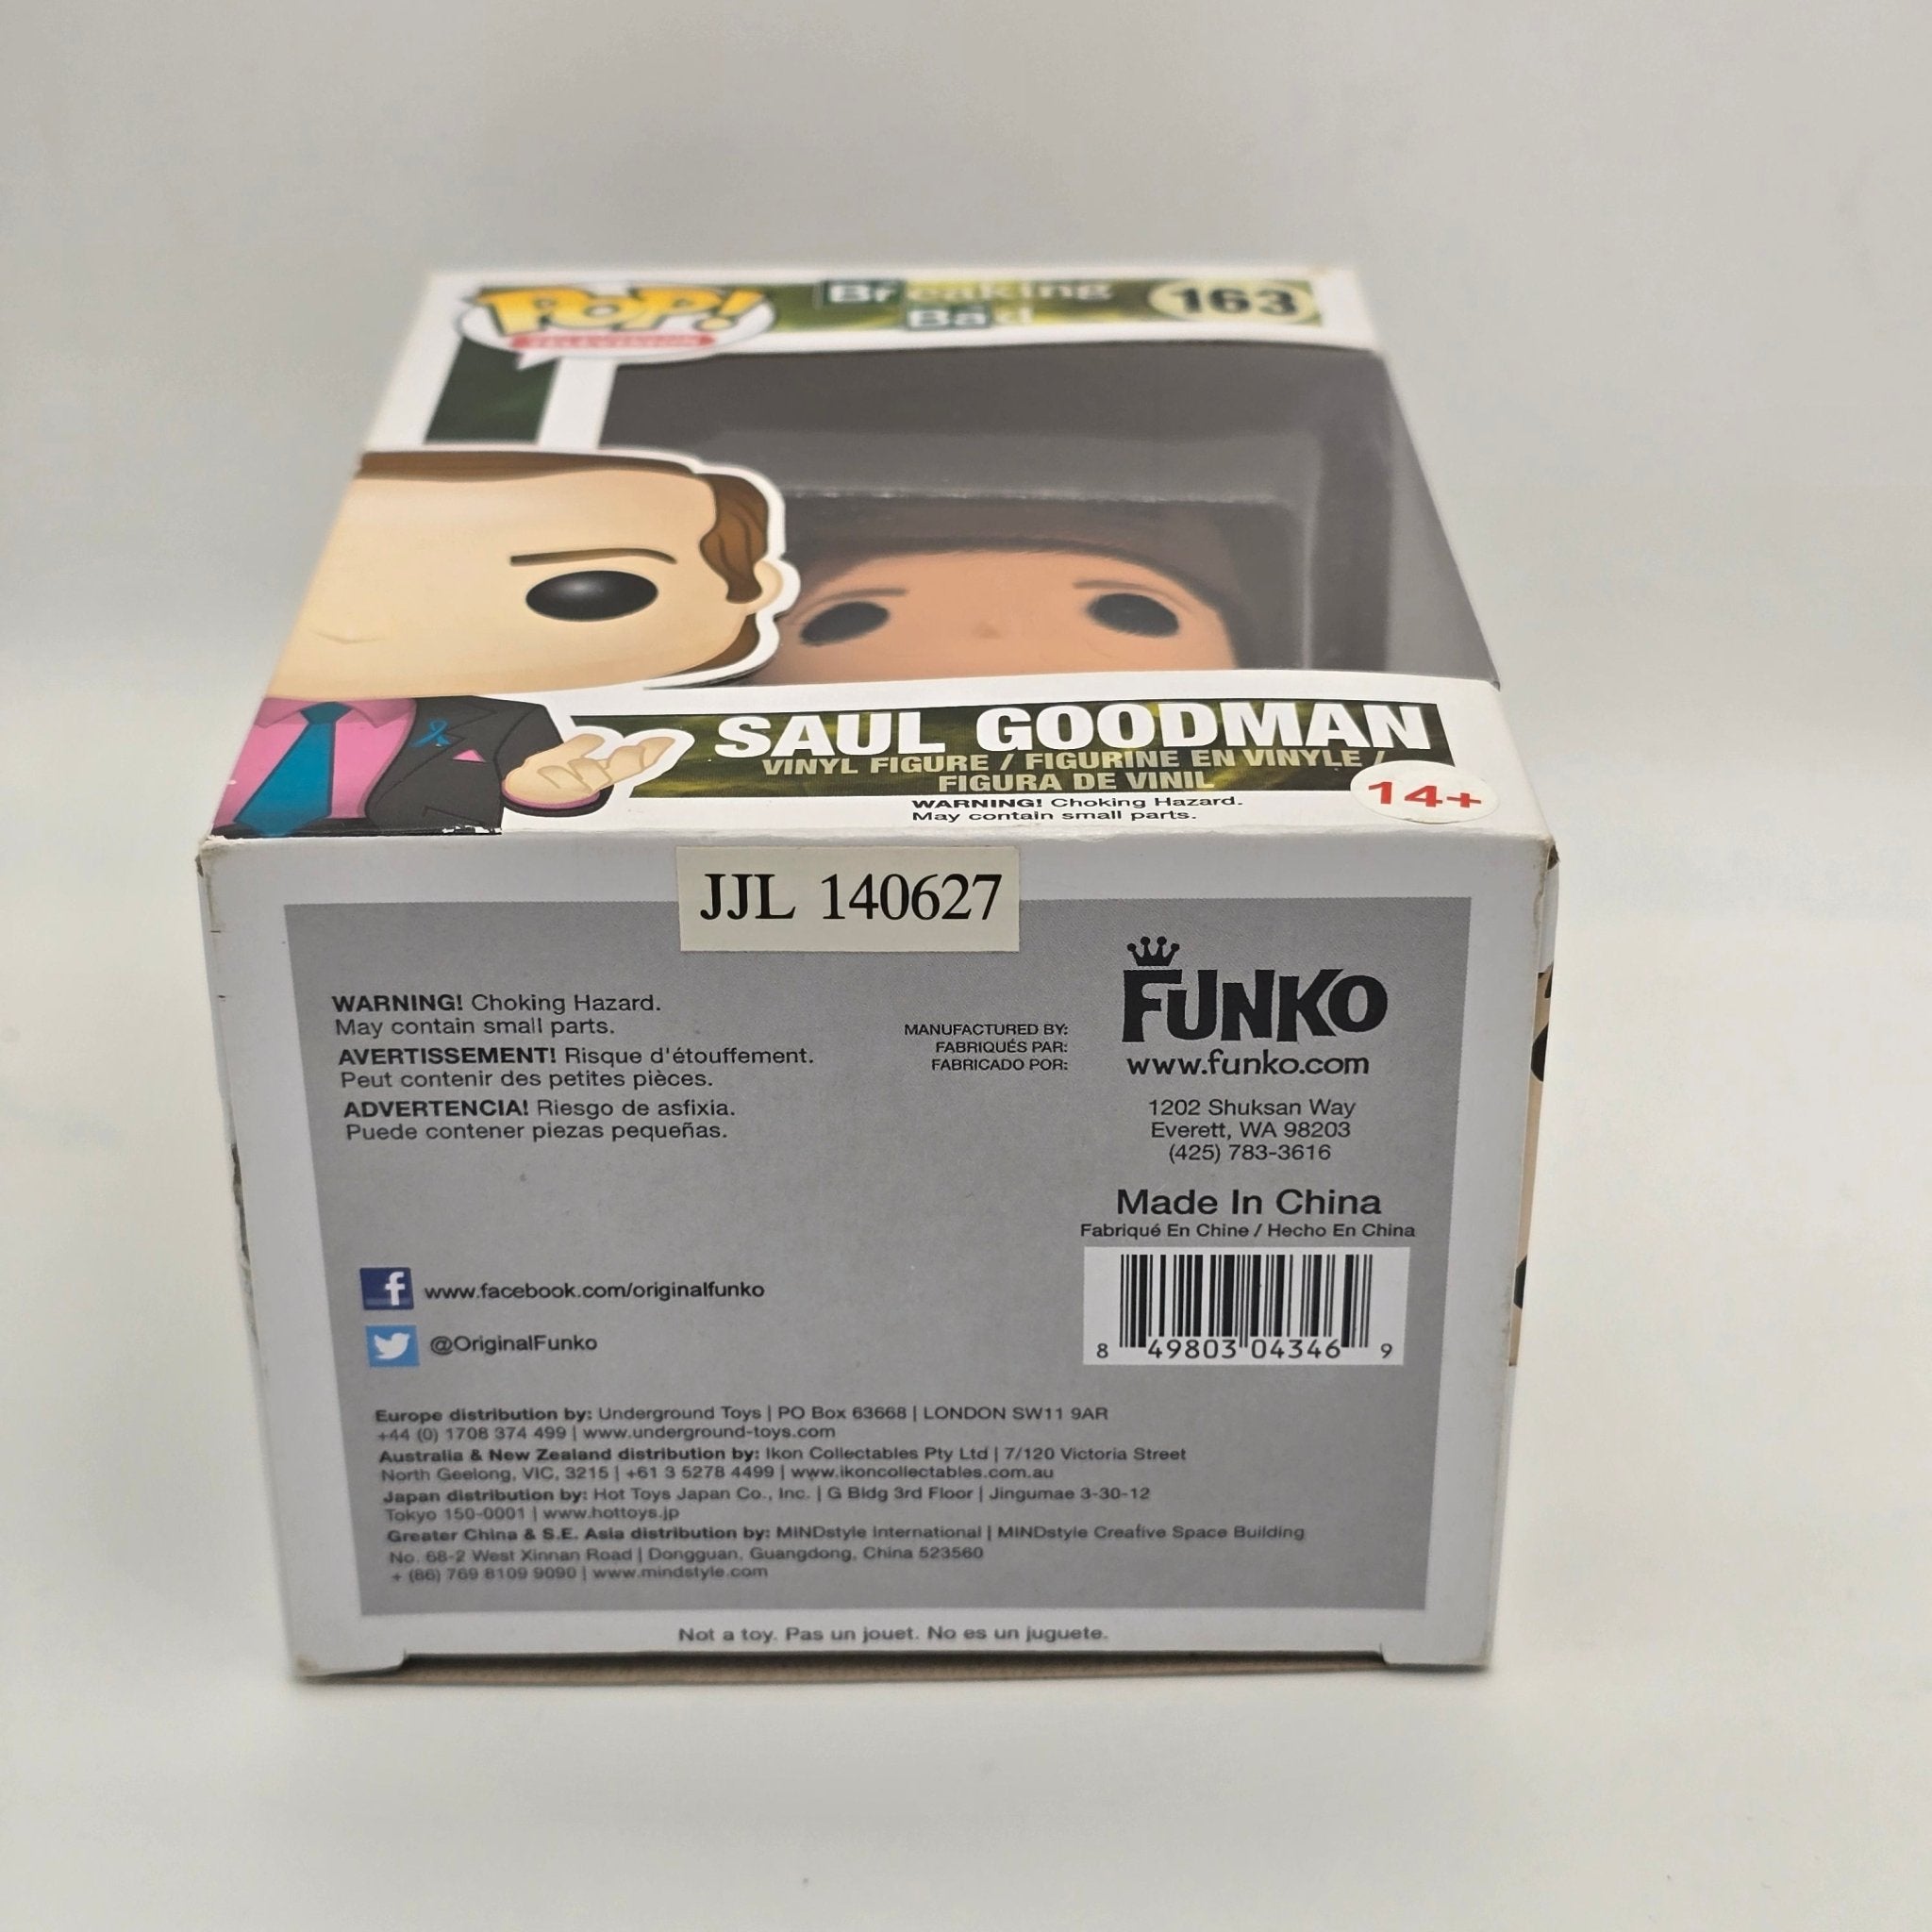 POP!
TELEVISION
Breaking
Bad
163
SAUL GOODMAN
VINYL FIGURE / FIGURINE EN VINYLE /
FIGURA DE VINIL
WARNING! Choking Hazard.
May contain small parts.
14+
JJL 140627
WARNING! Choking Hazard.
May contain small parts.
AVERTISSEMENT! Risque d'étouffement.
Peut contenir des petites pièces.
ADVERTENCIA! Riesgo de asfixia.
Puede contener piezas pequeñas.
MANUFACTURED BY:
FABRIQUÉS PAR:
FABRICADO POR:
FUNKO
www.funko.com
1202 Shuksan Way
Everett, WA 98203
(425) 783-3616
Made In China
Fabriqué En Chine / Hecho En China
8 49803 04346 9
f www.facebook.com/originalfunko
@OriginalFunko
Europe distribution by: Underground Toys | PO Box 63668 | LONDON SW11 9AR
+44 (0) 1708 374 499 | www.underground-toys.com
Australia & New Zealand distribution by: Ikon Collectables Pty Ltd | 7/120 Victoria Street
North Geelong, VIC, 3215 | +61 3 5278 4499 | www.ikoncollectables.com.au
Japan distribution by: Hot Toys Japan Co., Inc. | G Bldg 3rd Floor | Jingumae 3-30-12
Tokyo 150-0001 | www.hottoys.jp
Greater China & S.E. Asia distribution by: MINDstyle International | MINDstyle Creative Space Building
No. 68-2 West Xinnan Road | Dongguan, Guangdong, China 523560
+ (86) 769 8109 9090 | www.mindstyle.com
Not a toy. Pas un jouet. No es un juguete.